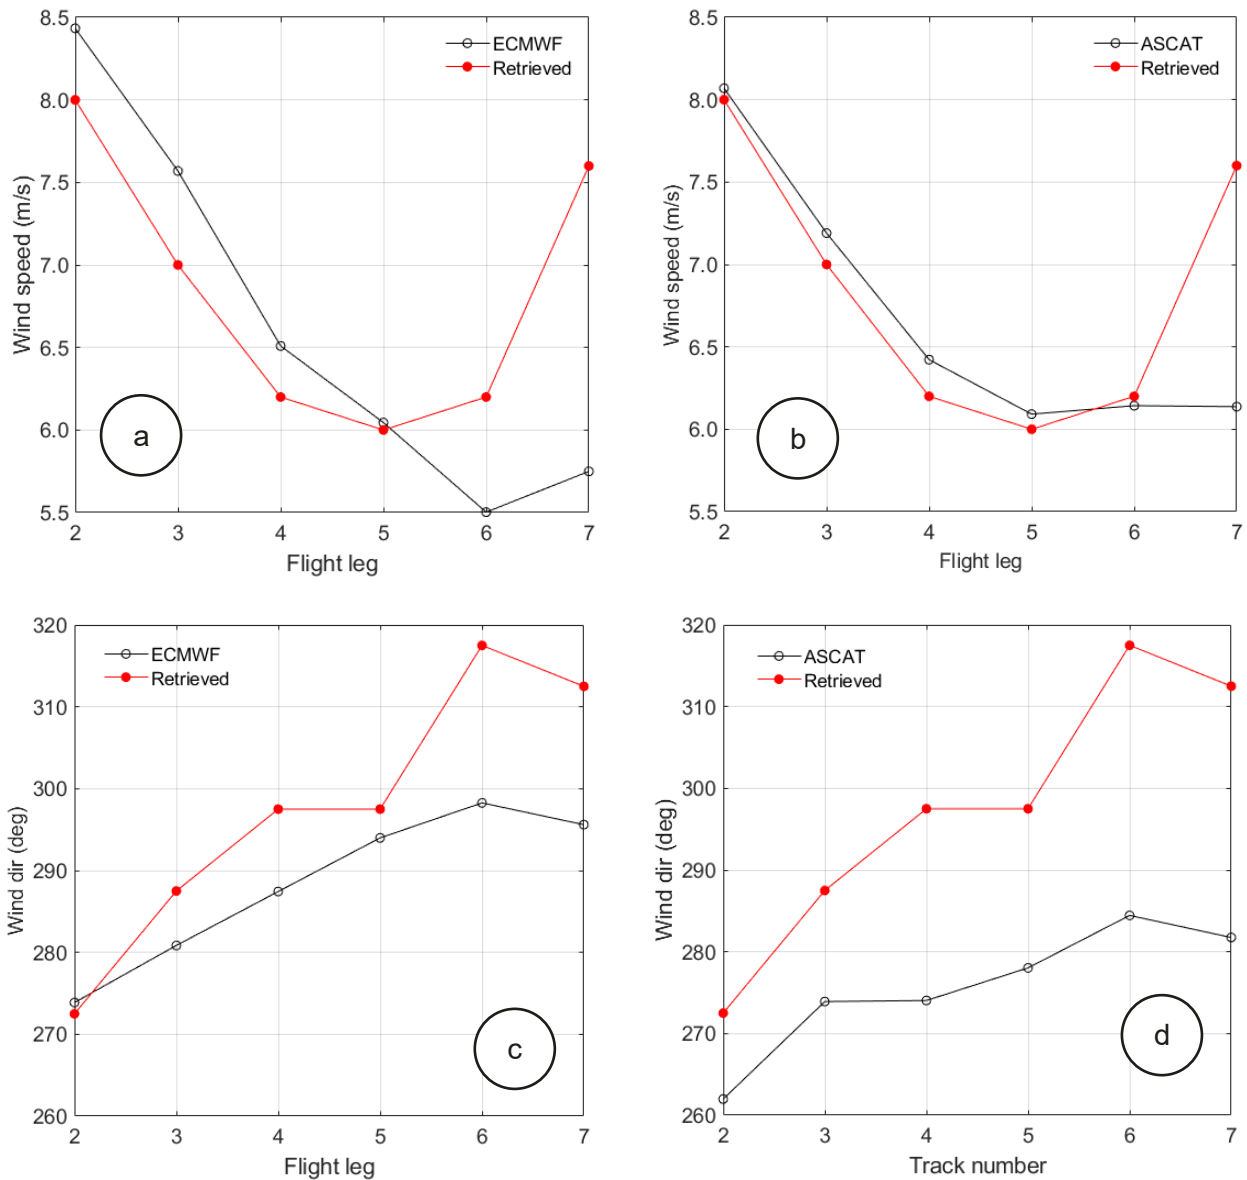 8.5
8.0
7.5
7.0
6.5
6.0
5.5
2 3 4 5 6 7
Wind speed (m/s)
Flight leg
ECMWF
Retrieved
a
8.5
8.0
7.5
7.0
6.5
6.0
5.5
2 3 4 5 6 7
Wind speed (m/s)
Flight leg
ASCAT
Retrieved
b
320
310
300
290
280
270
260
2 3 4 5 6 7
Wind dir (deg)
Flight leg
ECMWF
Retrieved
c
320
310
300
290
280
270
260
2 3 4 5 6 7
Wind dir (deg)
Track number
ASCAT
Retrieved
d